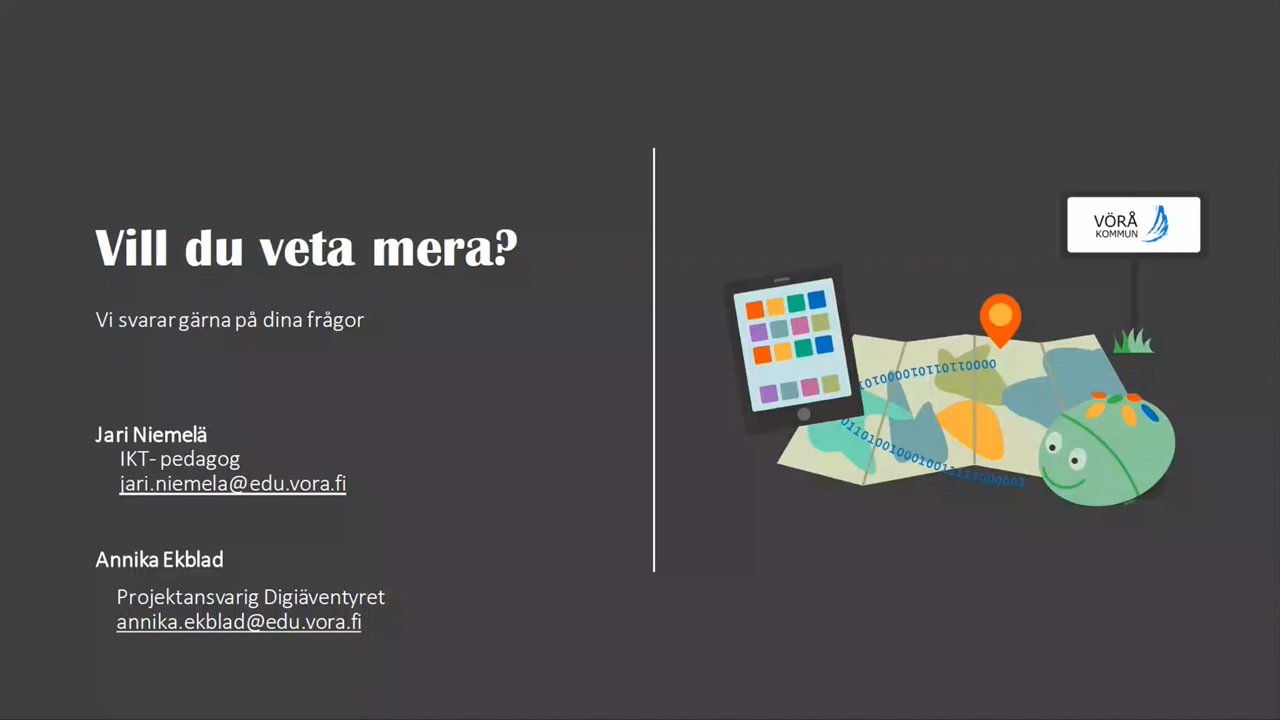 Vill du veta mera?
Vi svarar gärna på dina frågor
Jari Niemelä
IKT- pedagog
jari.niemela@edu.vora.fi
Annika Ekblad
Projektansvarig Digiäventyret
annika.ekblad@edu.vora.fi
VÖRÅ
KOMMUN